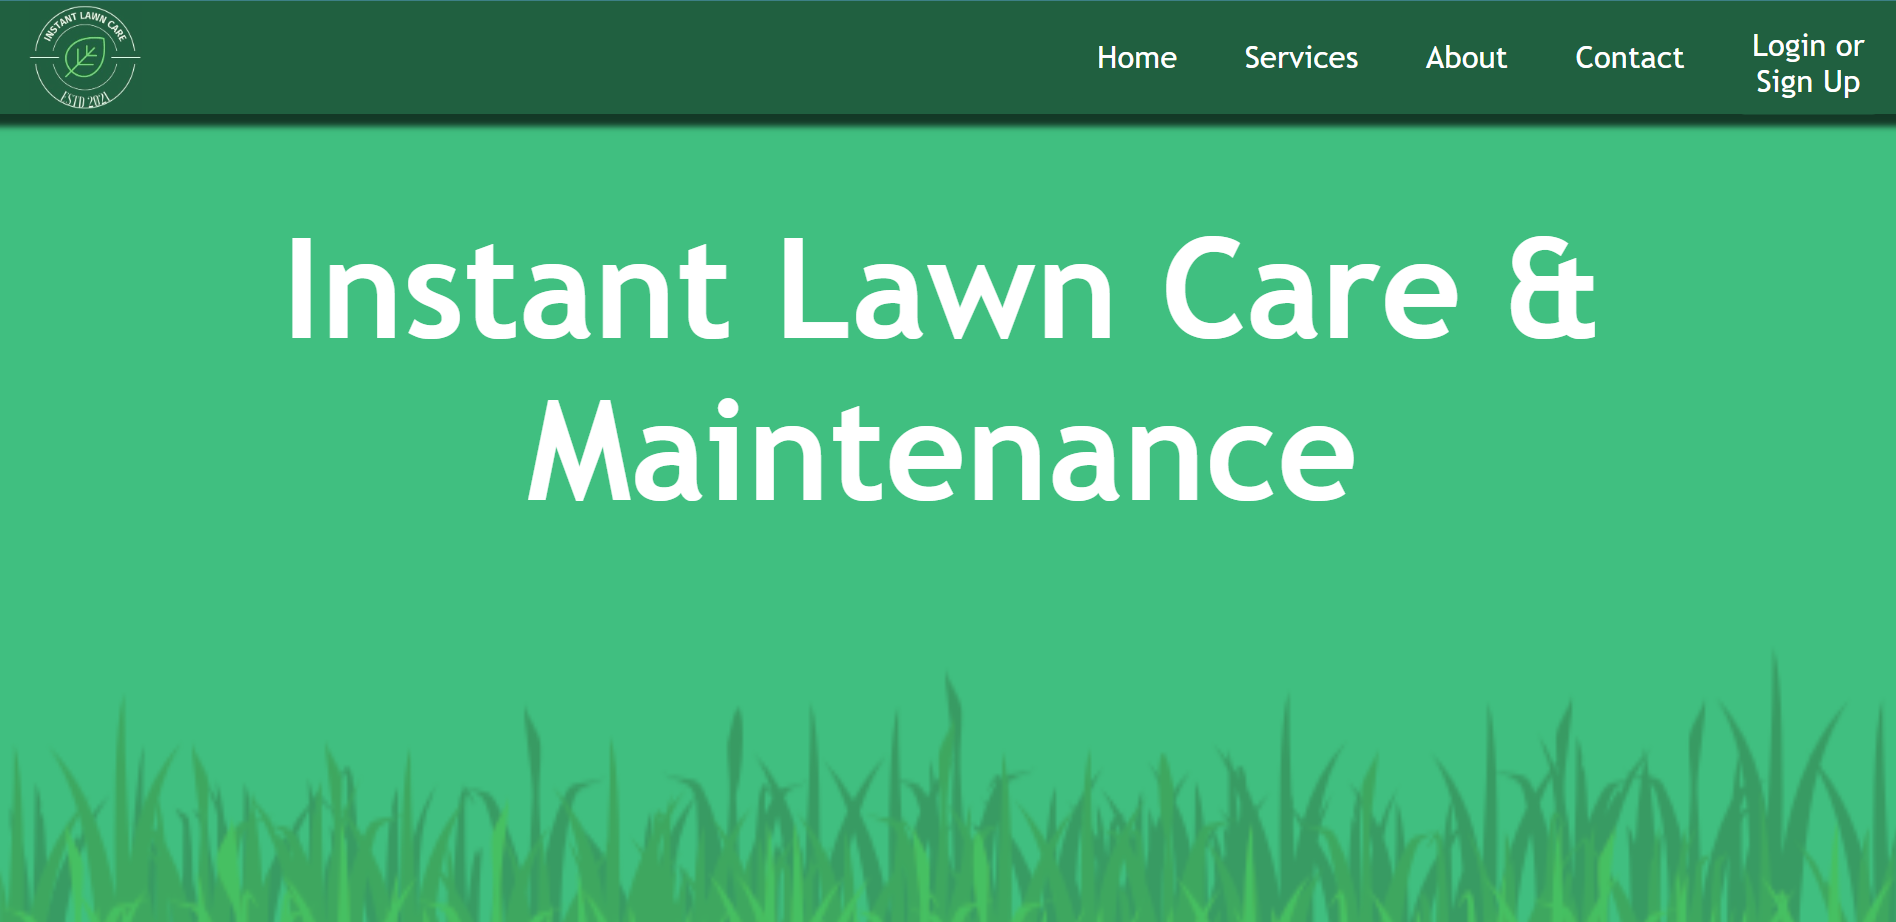 INSTANT LAWN CARE
ESTD 2021
Home
Services
About
Contact
Login or
Sign Up
Instant Lawn Care &
Maintenance